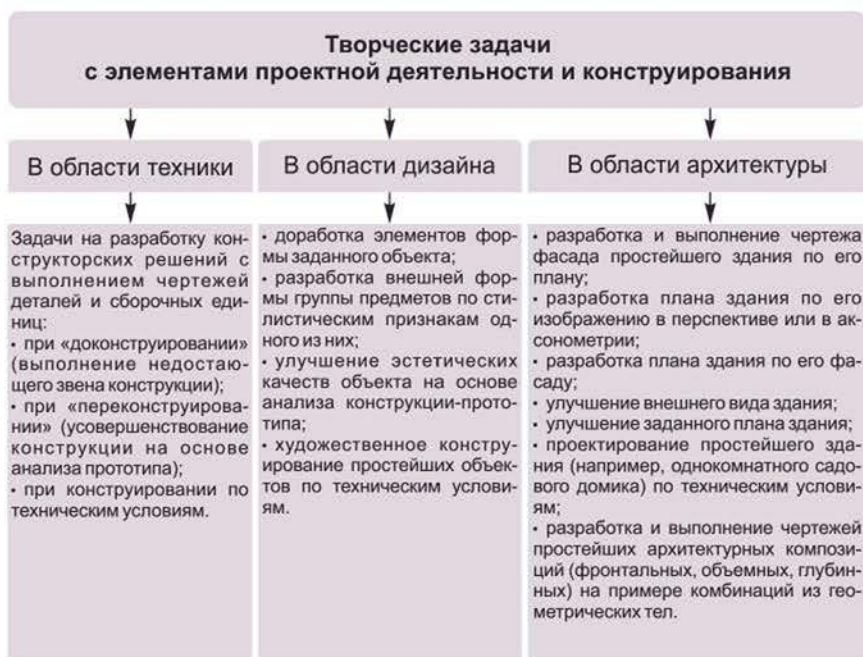 Творческие задачи
с элементами проектной деятельности и конструирования
В области техники
Задачи на разработку кон-
структорских решений с
выполнением чертежей
деталей и сборочных еди-
ниц:
• при «доконструировании»
(выполнение недостаю-
щего звена конструкции);
• при «переконструирова-
нии» (усовершенствование
конструкции на основе
анализа прототипа);
• при конструировании по
техническим условиям.
В области дизайна
• доработка элементов фор-
мы заданного объекта;
• разработка внешней фор-
мы группы предметов по сти-
листическим признакам од-
ного из них;
• улучшение эстетических
качеств объекта на основе
анализа конструкции-прото-
типа;
• художественное констру-
ирование простейших объек-
тов по техническим услови-
ям.
В области архитектуры
• разработка и выполнение чертежа
фасада простейшего здания по его
плану;
• разработка плана здания по его
изображению в перспективе или в ак-
сонометрии;
• разработка плана здания по его фа-
саду;
• улучшение внешнего вида здания;
• улучшение заданного плана здания;
• проектирование простейшего зда-
ния (например, однокомнатного садо-
вого домика) по техническим услови-
ям;
• разработка и выполнение чертежей
простейших архитектурных компози-
ций (фронтальных, объемных, глубин-
ных) на примере комбинаций из гео-
метрических тел.